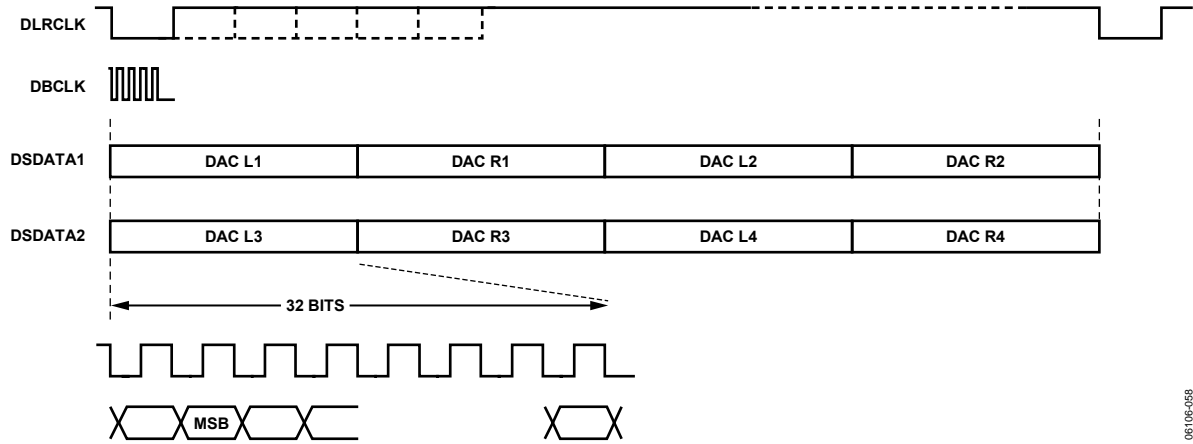 DLRCLK
DBCLK
DSDATA1 DAC L1 DAC R1 DAC L2 DAC R2
DSDATA2 DAC L3 DAC R3 DAC L4 DAC R4
32 BITS
MSB
06106-058